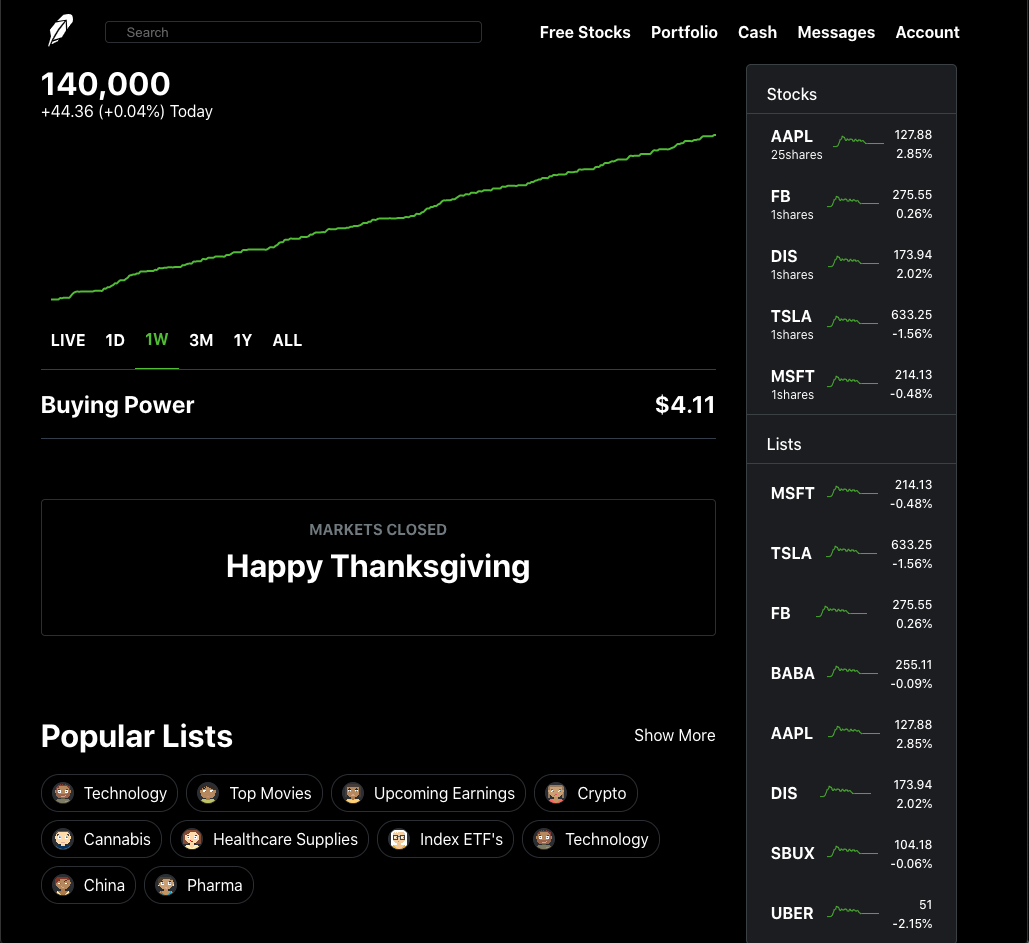 Search
Free Stocks Portfolio Cash Messages Account
140,000
+44.36 (+0.04%) Today
LIVE 1D 1W 3M 1Y ALL
Buying Power $4.11
MARKETS CLOSED
Happy Thanksgiving
Popular Lists Show More
Technology Top Movies Upcoming Earnings Crypto
Cannabis Healthcare Supplies Index ETF's Technology
China Pharma
Stocks
AAPL 127.88
25shares 2.85%
FB 275.55
1shares 0.26%
DIS 173.94
1shares 2.02%
TSLA 633.25
1shares -1.56%
MSFT 214.13
1shares -0.48%
Lists
MSFT 214.13
-0.48%
TSLA 633.25
-1.56%
FB 275.55
0.26%
BABA 255.11
-0.09%
AAPL 127.88
2.85%
DIS 173.94
2.02%
SBUX 104.18
-0.06%
UBER 51
-2.15%